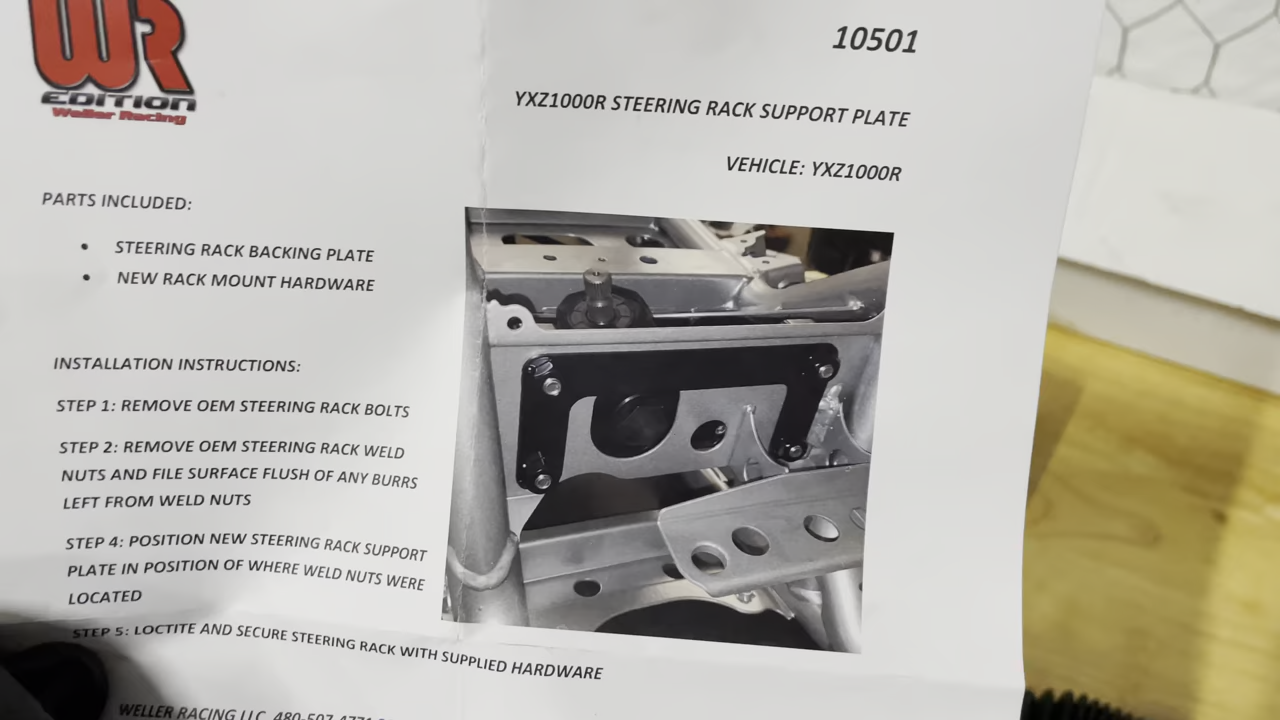 WR
EDITION
Weller Racing
10501
YXZ1000R STEERING RACK SUPPORT PLATE
VEHICLE: YXZ1000R
PARTS INCLUDED:
• STEERING RACK BACKING PLATE
• NEW RACK MOUNT HARDWARE
INSTALLATION INSTRUCTIONS:
STEP 1: REMOVE OEM STEERING RACK BOLTS
STEP 2: REMOVE OEM STEERING RACK WELD
NUTS AND FILE SURFACE FLUSH OF ANY BURRS
LEFT FROM WELD NUTS
STEP 4: POSITION NEW STEERING RACK SUPPORT
PLATE IN POSITION OF WHERE WELD NUTS WERE
LOCATED
STEP 5: LOCTITE AND SECURE STEERING RACK WITH SUPPLIED HARDWARE
WELLER RACING LLC 480-507-4771